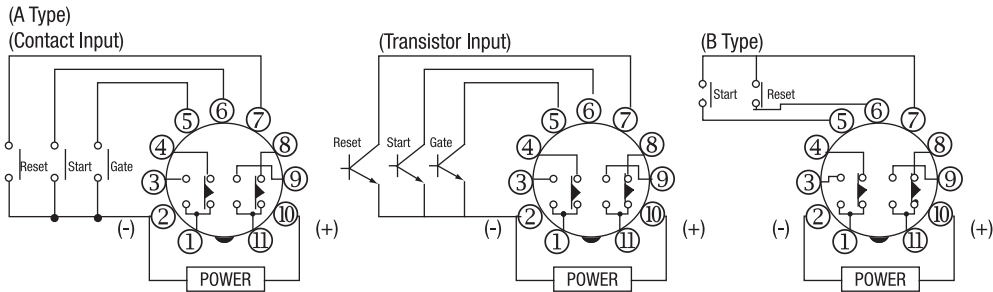 (A Type)
(Contact Input) (Transistor Input) (B Type)
Reset Start Gate
⑤ ⑥ ⑦
④ ⑧
③ ⑨
② ⑩
① ⑪
(-) (+)
POWER
Reset Start Gate
⑤ ⑥ ⑦
④ ⑧
③ ⑨
② ⑩
① ⑪
(-) (+)
POWER
Start Reset
⑤ ⑥ ⑦
④ ⑧
③ ⑨
② ⑩
① ⑪
(-) (+)
POWER